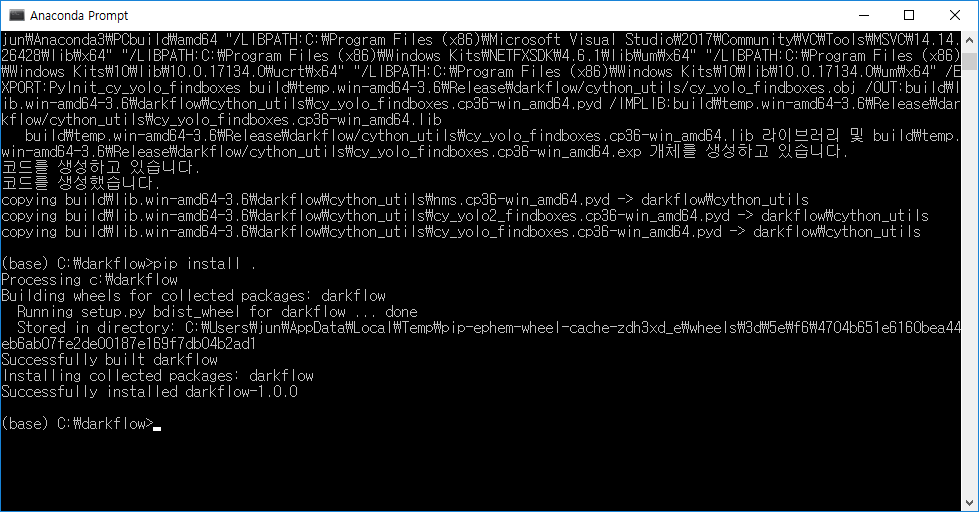 Anaconda Prompt
jun₩Anaconda3₩PCbuild₩amd64 "/LIBPATH:C:₩Program Files (x86)₩Microsoft Visual Studio₩2017₩Community₩VC₩Tools₩MSVC₩14.14.
26428₩lib₩x64" "/LIBPATH:C:₩Program Files (x86)₩Windows Kits₩NETFXSDK₩4.6.1₩lib₩um₩x64" "/LIBPATH:C:₩Program Files (x86)
₩Windows Kits₩10₩lib₩10.0.17134.0₩ucrt₩x64" "/LIBPATH:C:₩Program Files (x86)₩Windows Kits₩10₩lib₩10.0.17134.0₩um₩x64" /E
XPORT:PyInit_cy_yolo_findboxes build₩temp.win-amd64-3.6₩Release₩darkflow/cython_utils/cy_yolo_findboxes.obj /OUT:build₩l
ib.win-amd64-3.6₩darkflow₩cython_utils₩cy_yolo_findboxes.cp36-win_amd64.pyd /IMPLIB:build₩temp.win-amd64-3.6₩Release₩dar
kflow/cython_utils₩cy_yolo_findboxes.cp36-win_amd64.lib
build₩temp.win-amd64-3.6₩Release₩darkflow/cython_utils₩cy_yolo_findboxes.cp36-win_amd64.lib 라이브러리 및 build₩temp.
win-amd64-3.6₩Release₩darkflow/cython_utils₩cy_yolo_findboxes.cp36-win_amd64.exp 개체를 생성하고 있습니다.
코드를 생성하고 있습니다.
코드를 생성했습니다.
copying build₩lib.win-amd64-3.6₩darkflow₩cython_utils₩nms.cp36-win_amd64.pyd -> darkflow₩cython_utils
copying build₩lib.win-amd64-3.6₩darkflow₩cython_utils₩cy_yolo2_findboxes.cp36-win_amd64.pyd -> darkflow₩cython_utils
copying build₩lib.win-amd64-3.6₩darkflow₩cython_utils₩cy_yolo_findboxes.cp36-win_amd64.pyd -> darkflow₩cython_utils
(base) C:₩darkflow>pip install .
Processing c:₩darkflow
Building wheels for collected packages: darkflow
Running setup.py bdist_wheel for darkflow ... done
Stored in directory: C:₩Users₩jun₩AppData₩Local₩Temp₩pip-ephem-wheel-cache-zdh3xd_e₩wheels₩3d₩5e₩f6₩4704b651e6160bea44
eb6ab07fe2de00187e169f7db04b2ad1
Successfully built darkflow
Installing collected packages: darkflow
Successfully installed darkflow-1.0.0
(base) C:₩darkflow>